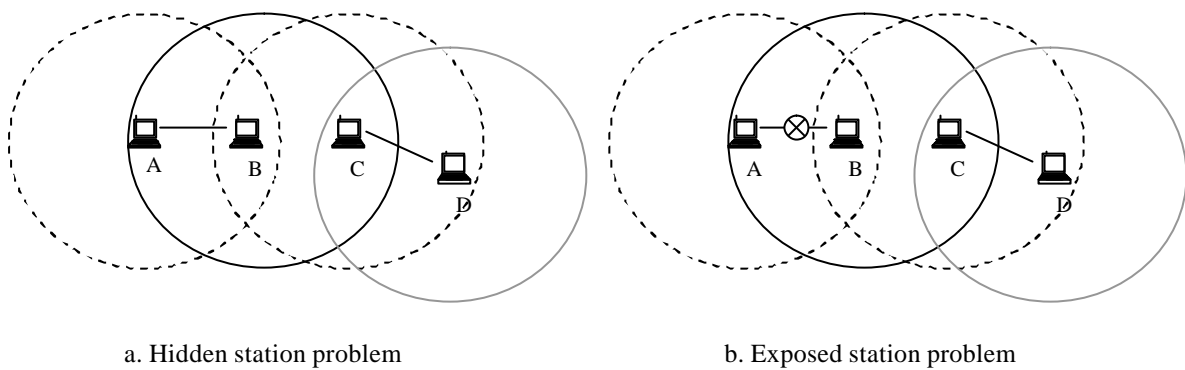 A
B
C
D
a. Hidden station problem
A
B
C
D
b. Exposed station problem